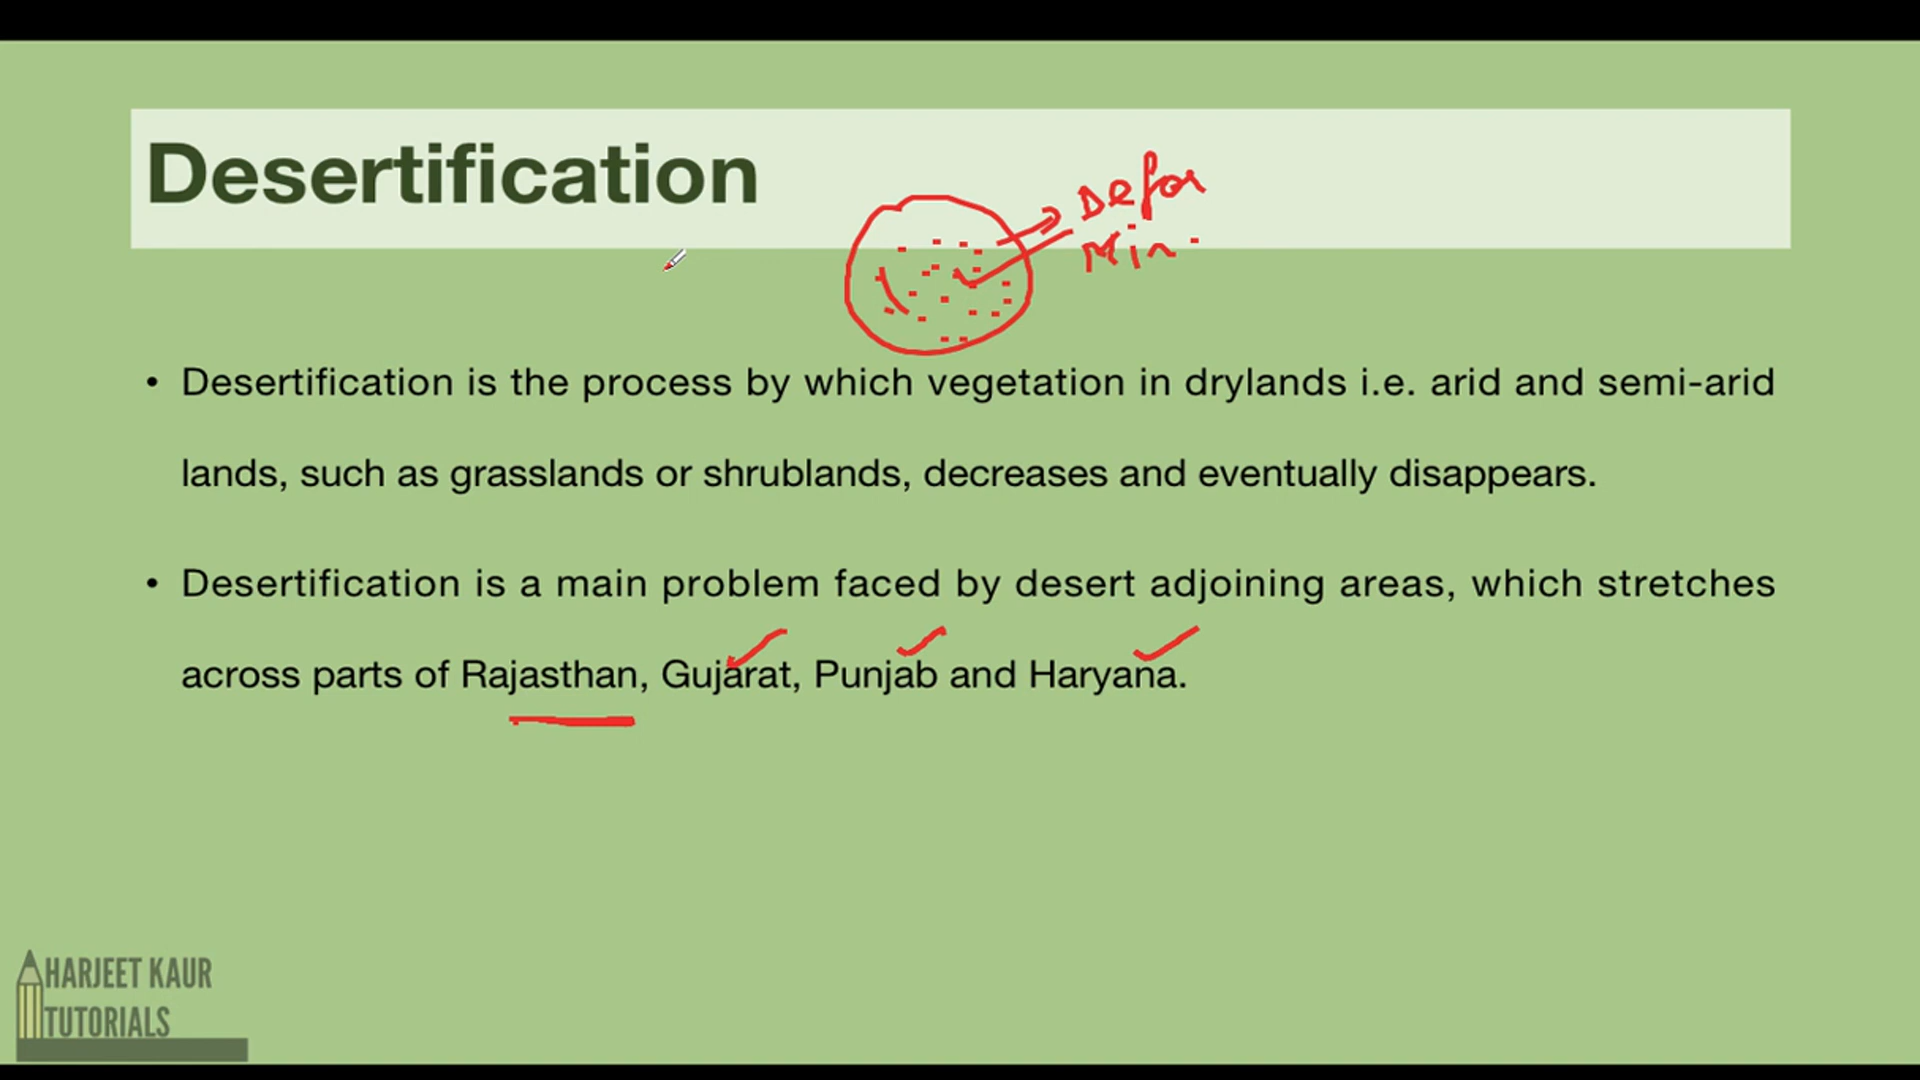 Desertification
Defor
Min.
• Desertification is the process by which vegetation in drylands i.e. arid and semi-arid
lands, such as grasslands or shrublands, decreases and eventually disappears.
• Desertification is a main problem faced by desert adjoining areas, which stretches
across parts of Rajasthan, Gujarat, Punjab and Haryana.
HARJEET KAUR
TUTORIALS